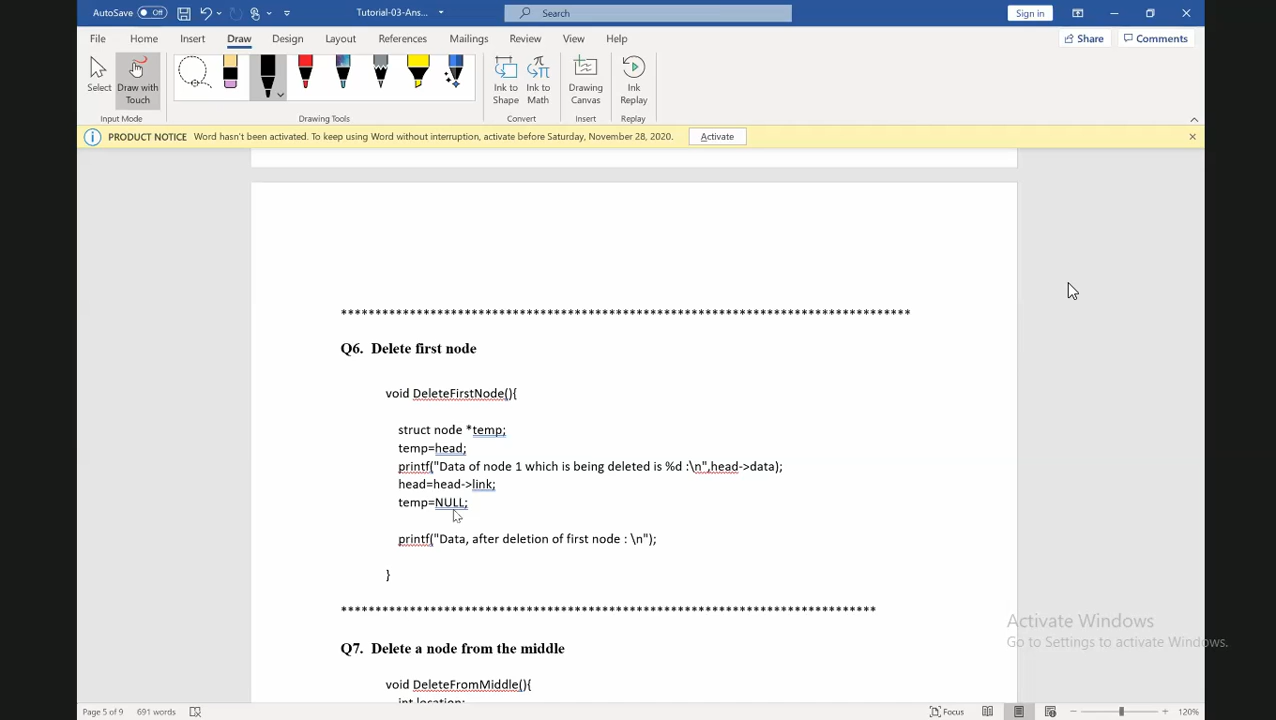 AutoSave Off Tutorial-03-Ans... Search Sign in
File Home Insert Draw Design Layout References Mailings Review View Help Share Comments
Select Draw with Touch Ink to Shape Ink to Math Drawing Canvas Ink Replay
Input Mode Drawing Tools Convert Insert Replay
PRODUCT NOTICE Word hasn't been activated. To keep using Word without interruption, activate before Saturday, November 28, 2020. Activate
***********************************************************************************
Q6. Delete first node
void DeleteFirstNode(){
struct node *temp;
temp=head;
printf("Data of node 1 which is being deleted is %d :\n",head->data);
head=head->link;
temp=NULL;
printf("Data, after deletion of first node : \n");
}
******************************************************************************
Q7. Delete a node from the middle
void DeleteFromMiddle(){
int location;
Activate Windows
Go to Settings to activate Windows.
Page 5 of 9 691 words Focus 120%